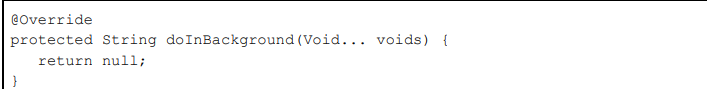 @Override
protected String doInBackground(Void... voids) {
   return null;
}